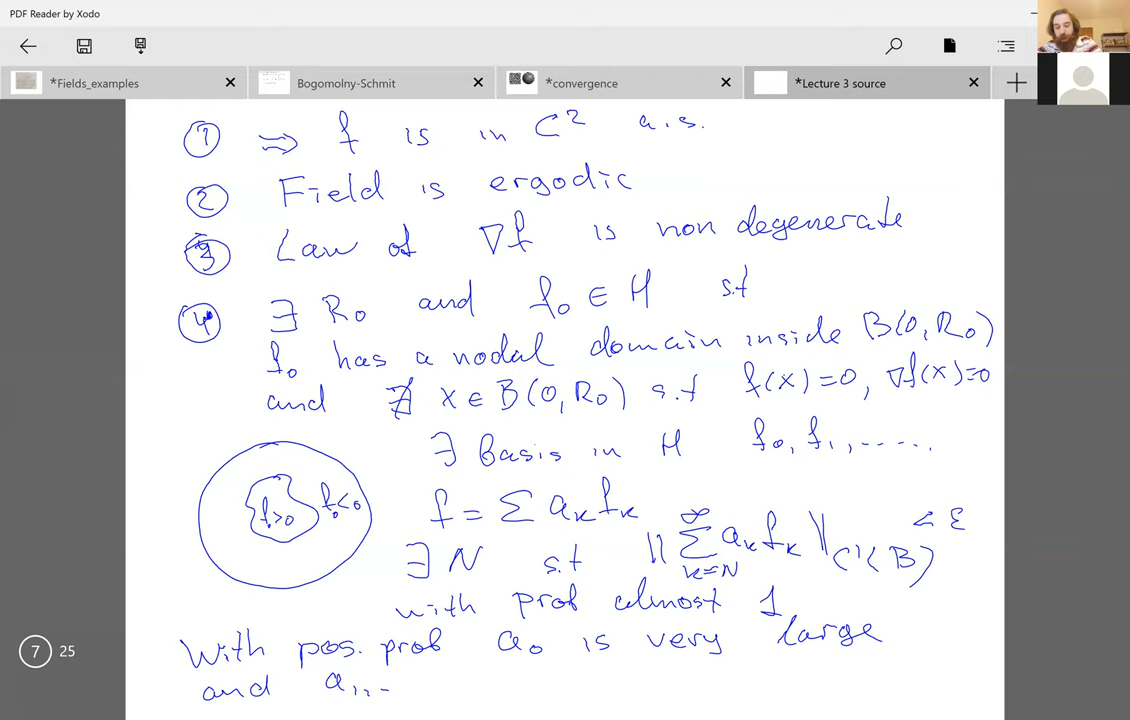 PDF Reader by Xodo
*Fields_examples
Bogomolny-Schmit
*convergence
*Lecture 3 source
① ⇒ f is in C² a.s.
② Field is ergodic
③ Law of ∇f is non degenerate
④ ∃ R₀ and f₀ ∈ H s.t
f₀ has a nodal domain inside B(0, R₀)
and ∄ x ∈ B(0, R₀) s.t f(x)=0, ∇f(x)=0
∃ Basis in H f₀, f₁, ......
f₀>0 f₀<0
f = Σ aₖfₖ
∃ N s.t || Σ_{k=N}^∞ aₖfₖ ||_{C¹(B)} < ε
with prob almost 1
With pos. prob a₀ is very large
and a₁,..
7 25